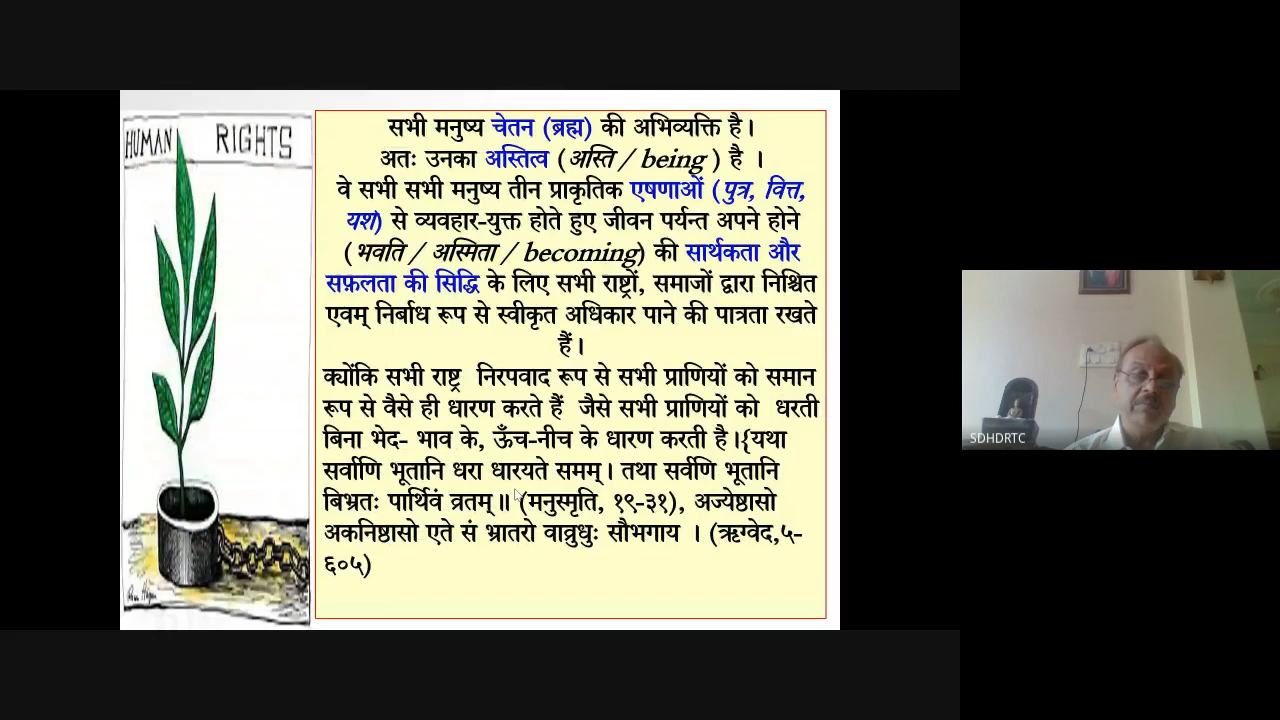 HUMAN RIGHTS
सभी मनुष्य चेतन (ब्रह्म) की अभिव्यक्ति है।
अतः उनका अस्तित्व (अस्ति / being ) है ।
वे सभी सभी मनुष्य तीन प्राकृतिक एषणाओं (पुत्र, वित्त,
यश) से व्यवहार-युक्त होते हुए जीवन पर्यन्त अपने होने
(भवति / अस्मिता / becoming) की सार्थकता और
सफ़लता की सिद्धि के लिए सभी राष्ट्रों, समाजों द्वारा निश्चित
एवम् निर्बाध रूप से स्वीकृत अधिकार पाने की पात्रता रखते
हैं।
क्योंकि सभी राष्ट्र निरपवाद रूप से सभी प्राणियों को समान
रूप से वैसे ही धारण करते हैं जैसे सभी प्राणियों को धरती
बिना भेद- भाव के, ऊँच-नीच के धारण करती है।{यथा
सर्वाणि भूतानि धरा धारयते समम्। तथा सर्वणि भूतानि
बिभ्रतः पार्थिवं व्रतम्॥ (मनुस्मृति, १९-३१), अज्येष्ठासो
अकनिष्ठासो एते सं भ्रातरो वाव्रुधुः सौभगाय । (ऋग्वेद,५-
६०५)
SDHDRTC